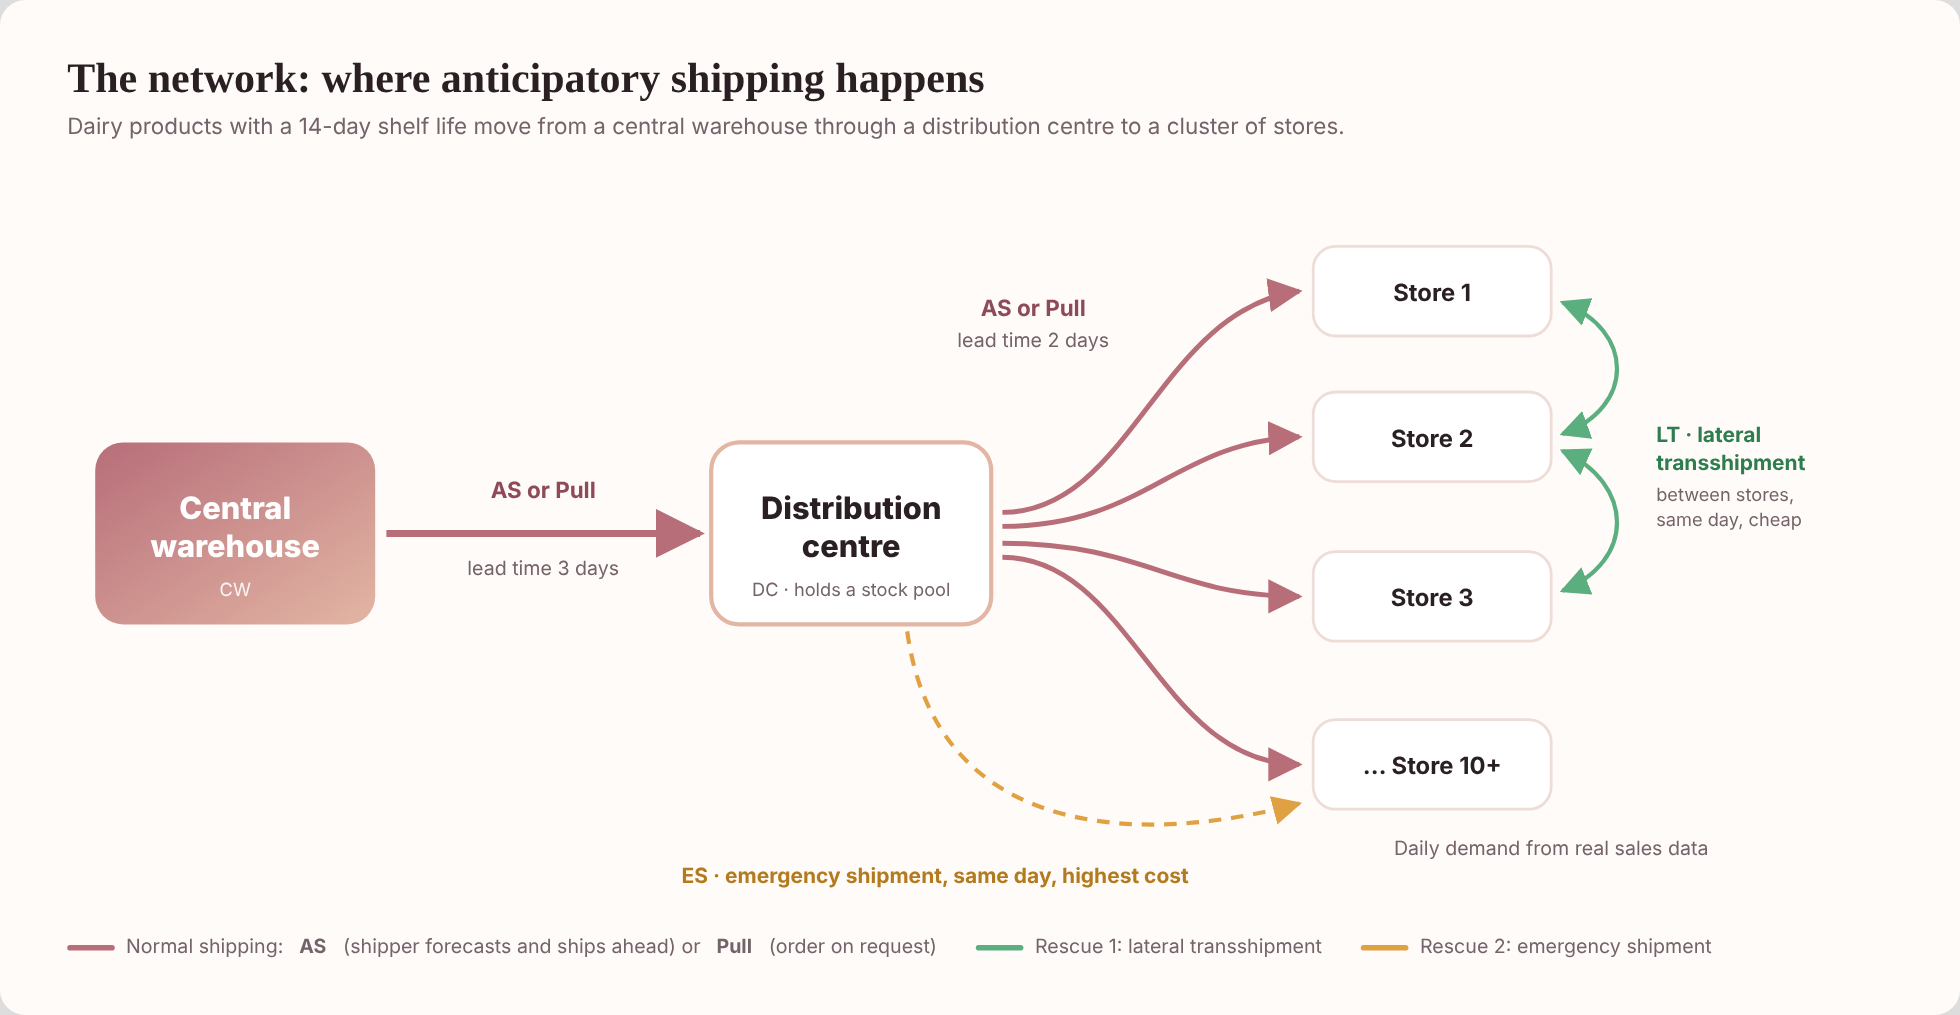 The network: where anticipatory shipping happens
Dairy products with a 14-day shelf life move from a central warehouse through a distribution centre to a cluster of stores.
Central
warehouse
CW
AS or Pull
lead time 3 days
Distribution
centre
DC · holds a stock pool
AS or Pull
lead time 2 days
Store 1
Store 2
Store 3
... Store 10+
LT · lateral
transshipment
between stores,
same day, cheap
Daily demand from real sales data
ES · emergency shipment, same day, highest cost
Normal shipping: AS (shipper forecasts and ships ahead) or Pull (order on request)
Rescue 1: lateral transshipment
Rescue 2: emergency shipment